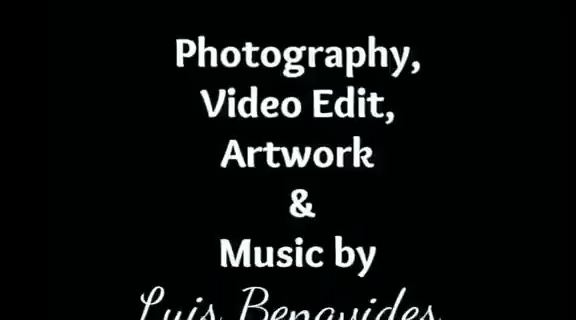 Photography,
Video Edit,
Artwork
&
Music by
Luis Benavides